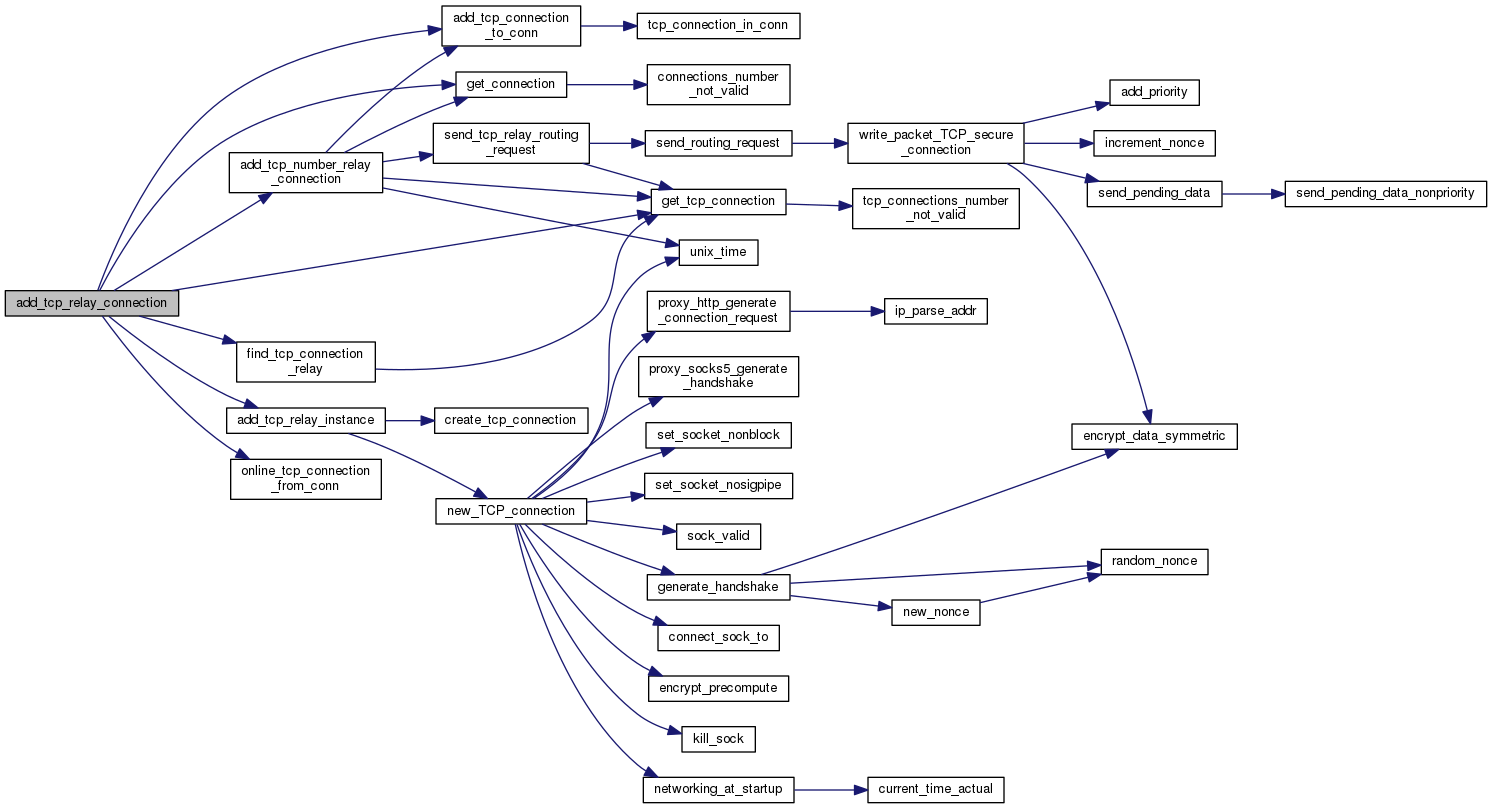 add_tcp_connection
_to_conn
tcp_connection_in_conn
get_connection
connections_number
_not_valid
add_priority
send_tcp_relay_routing
_request
send_routing_request
write_packet_TCP_secure
_connection
increment_nonce
add_tcp_number_relay
_connection
send_pending_data
send_pending_data_nonpriority
get_tcp_connection
tcp_connections_number
_not_valid
unix_time
add_tcp_relay_connection
proxy_http_generate
_connection_request
ip_parse_addr
find_tcp_connection
_relay
proxy_socks5_generate
_handshake
add_tcp_relay_instance
create_tcp_connection
set_socket_nonblock
encrypt_data_symmetric
online_tcp_connection
_from_conn
set_socket_nosigpipe
new_TCP_connection
sock_valid
random_nonce
generate_handshake
new_nonce
connect_sock_to
encrypt_precompute
kill_sock
networking_at_startup
current_time_actual